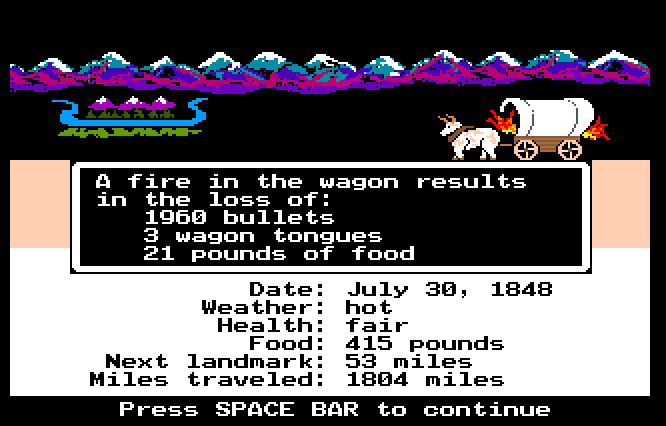 A fire in the wagon results
in the loss of:
1960 bullets
3 wagon tongues
21 pounds of food
Date: July 30, 1848
Weather: hot
Health: fair
Food: 415 pounds
Next landmark: 53 miles
Miles traveled: 1804 miles
Press SPACE BAR to continue